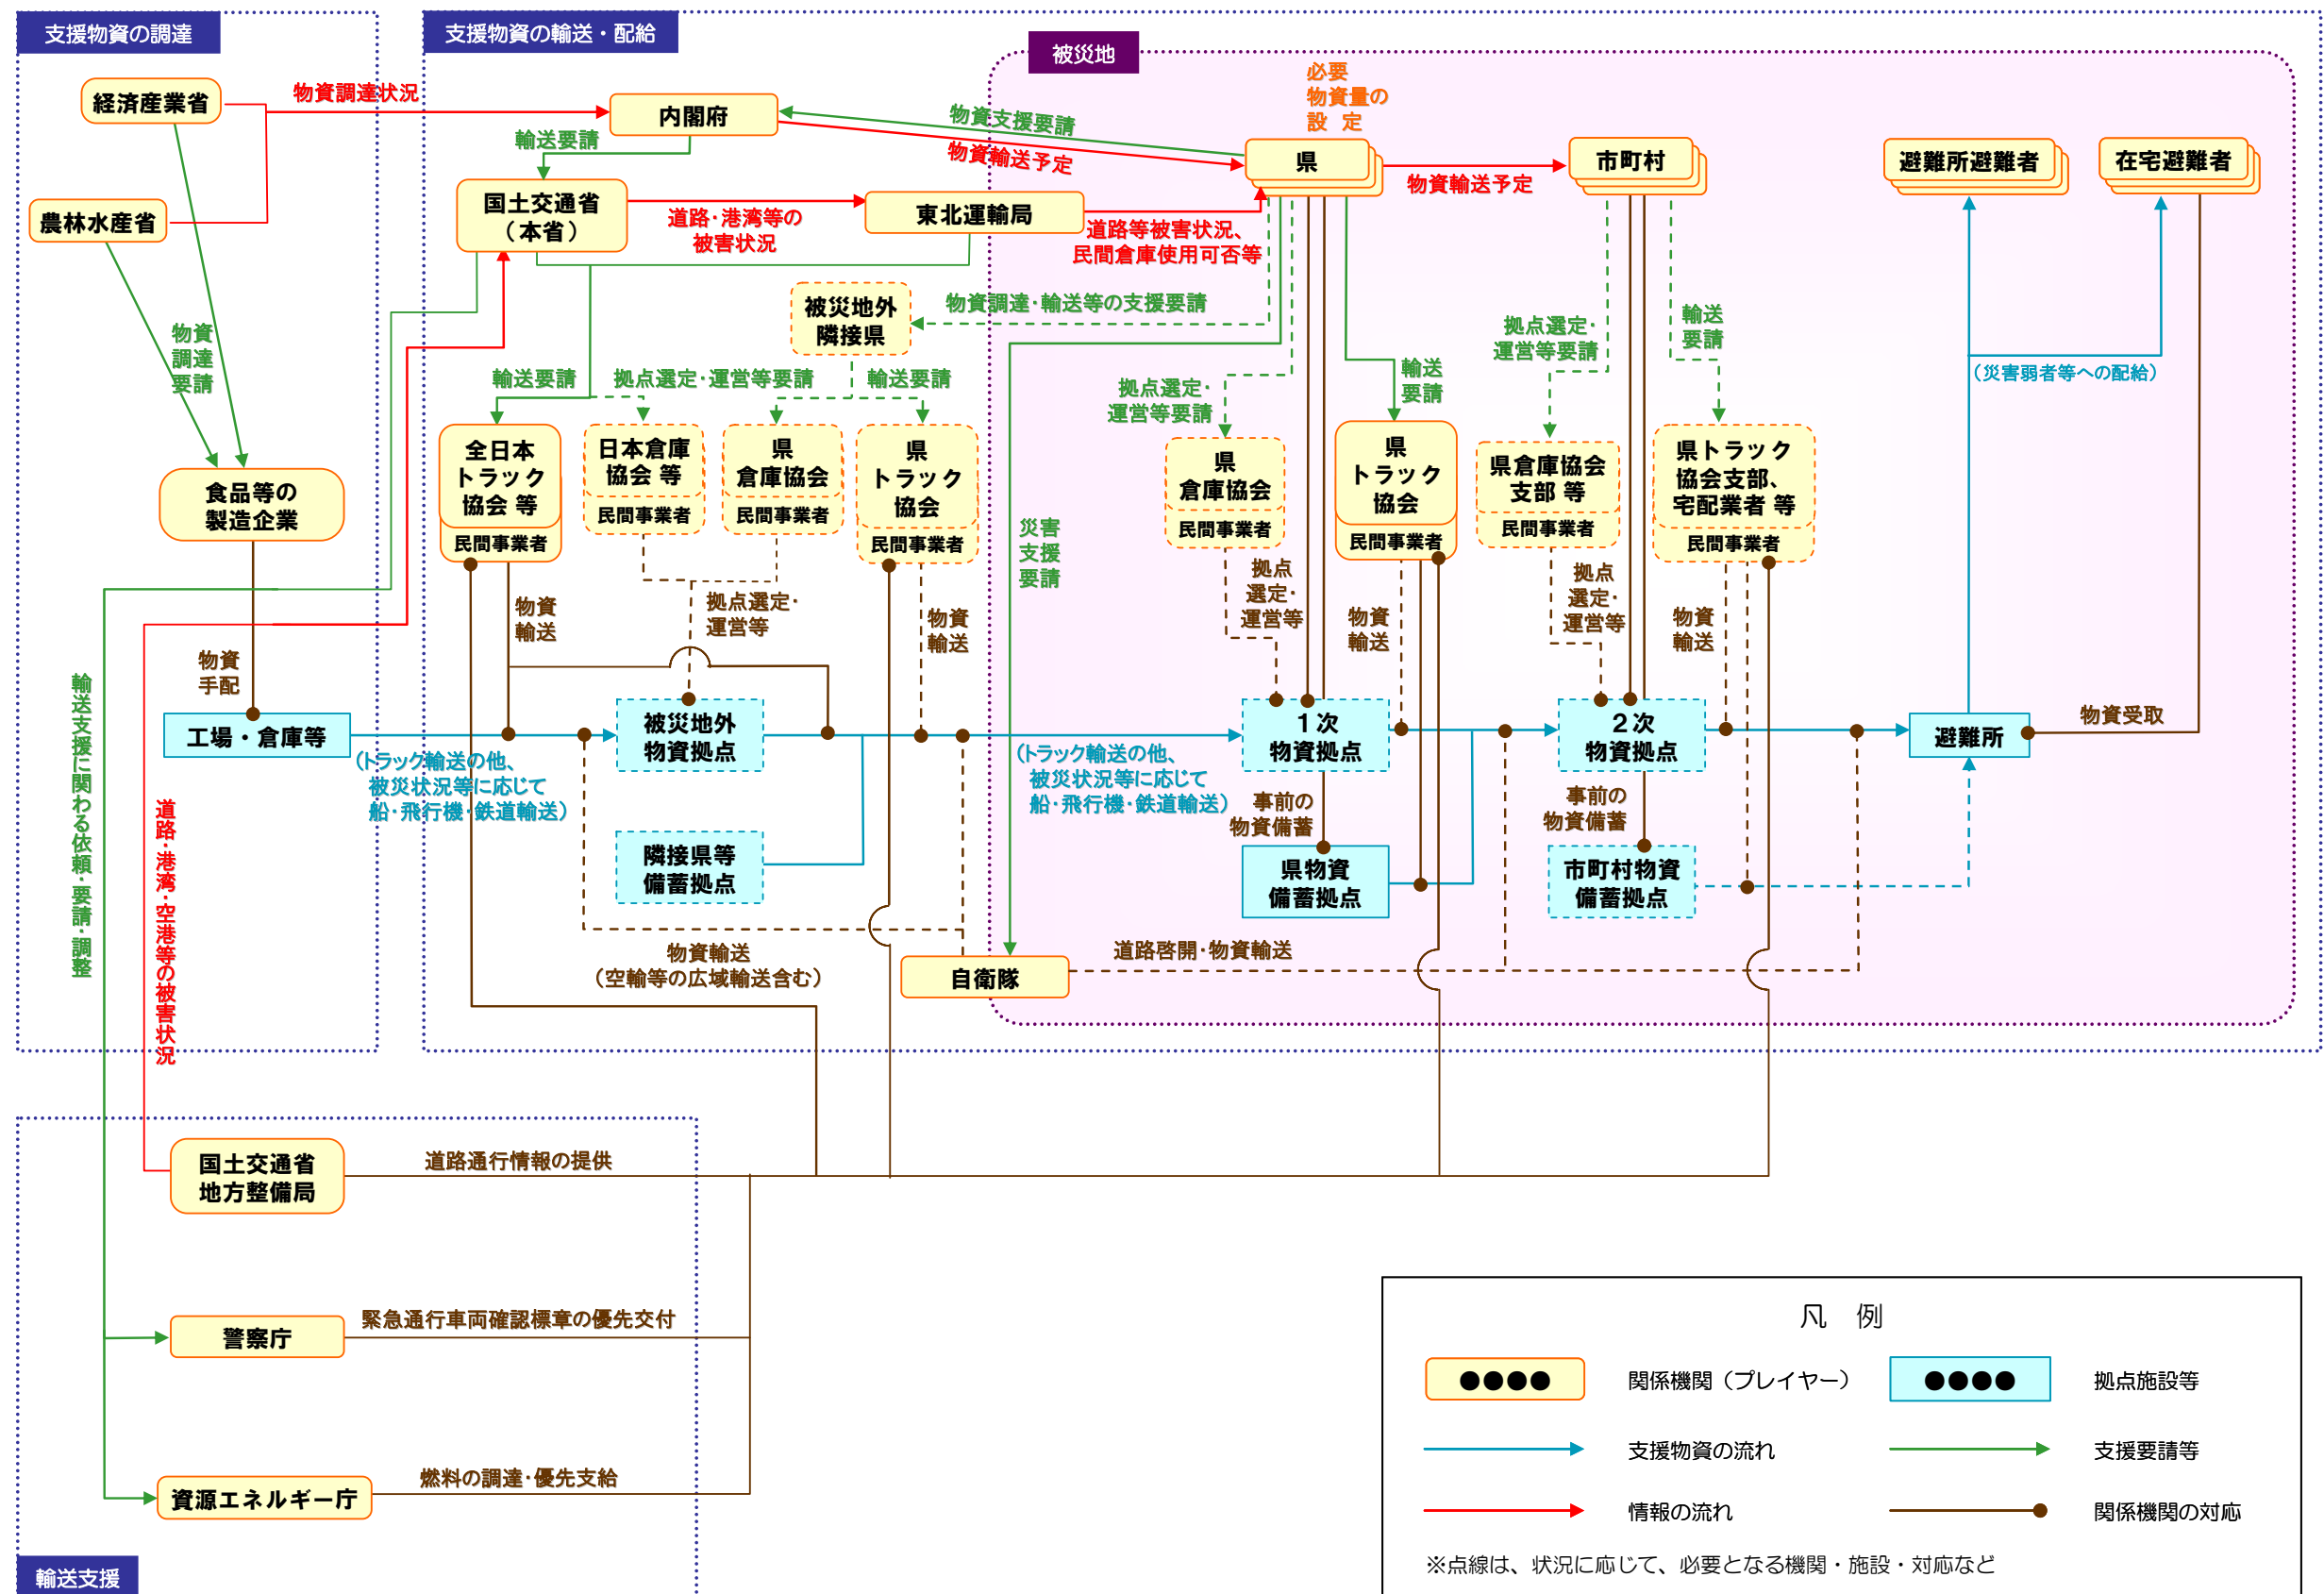 支援物資の調達
支援物資の輸送・配給
被災地
経済産業省
農林水産省
物資調達状況
内閣府
輸送要請
国土交通省
（本省）
道路･港湾等の
被害状況
東北運輸局
物資支援要請
物資輸送予定
必要
物資量の
設 定
県
物資輸送予定
市町村
避難所避難者
在宅避難者
道路等被害状況、
民間倉庫使用可否等
被災地外
隣接県
物資調達･輸送等の支援要請
物資
調達
要請
輸送要請
拠点選定･運営等要請
輸送要請
拠点選定･
運営等要請
輸送
要請
拠点選定･
運営等要請
輸送
要請
（災害弱者等への配給）
食品等の
製造企業
全日本
トラック
協会 等
民間事業者
日本倉庫
協会 等
民間事業者
県
倉庫協会
民間事業者
県
トラック
協会
民間事業者
県
倉庫協会
民間事業者
県
トラック
協会
民間事業者
県倉庫協会
支部 等
民間事業者
県トラック
協会支部、
宅配業者 等
民間事業者
災害
支援
要請
物資
手配
物資
輸送
拠点選定･
運営等
物資
輸送
拠点
選定･
運営等
物資
輸送
拠点
選定･
運営等
物資
輸送
工場・倉庫等
（トラック輸送の他、
被災状況等に応じて
船･飛行機･鉄道輸送）
被災地外
物資拠点
（トラック輸送の他、
被災状況等に応じて
船･飛行機･鉄道輸送）
１次
物資拠点
２次
物資拠点
避難所
物資受取
隣接県等
備蓄拠点
事前の
物資備蓄
県物資
備蓄拠点
事前の
物資備蓄
市町村物資
備蓄拠点
物資輸送
（空輸等の広域輸送含む）
自衛隊
道路啓開･物資輸送
輸送支援に関わる依頼･要請･調整
道路･港湾･空港等の被害状況
国土交通省
地方整備局
道路通行情報の提供
警察庁
緊急通行車両確認標章の優先交付
資源エネルギー庁
燃料の調達･優先支給
輸送支援
凡 例
●●●●
関係機関（プレイヤー）
●●●●
拠点施設等
支援物資の流れ
支援要請等
情報の流れ
関係機関の対応
※点線は、状況に応じて、必要となる機関・施設・対応など